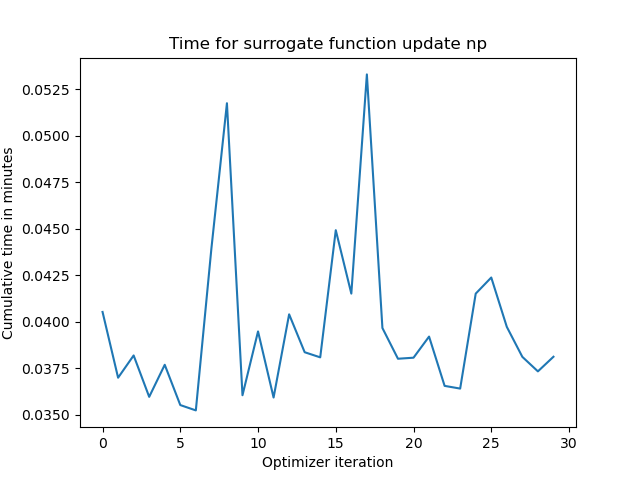 Time for surrogate function update np
Cumulative time in minutes
0.0525
0.0500
0.0475
0.0450
0.0425
0.0400
0.0375
0.0350
0 5 10 15 20 25 30
Optimizer iteration